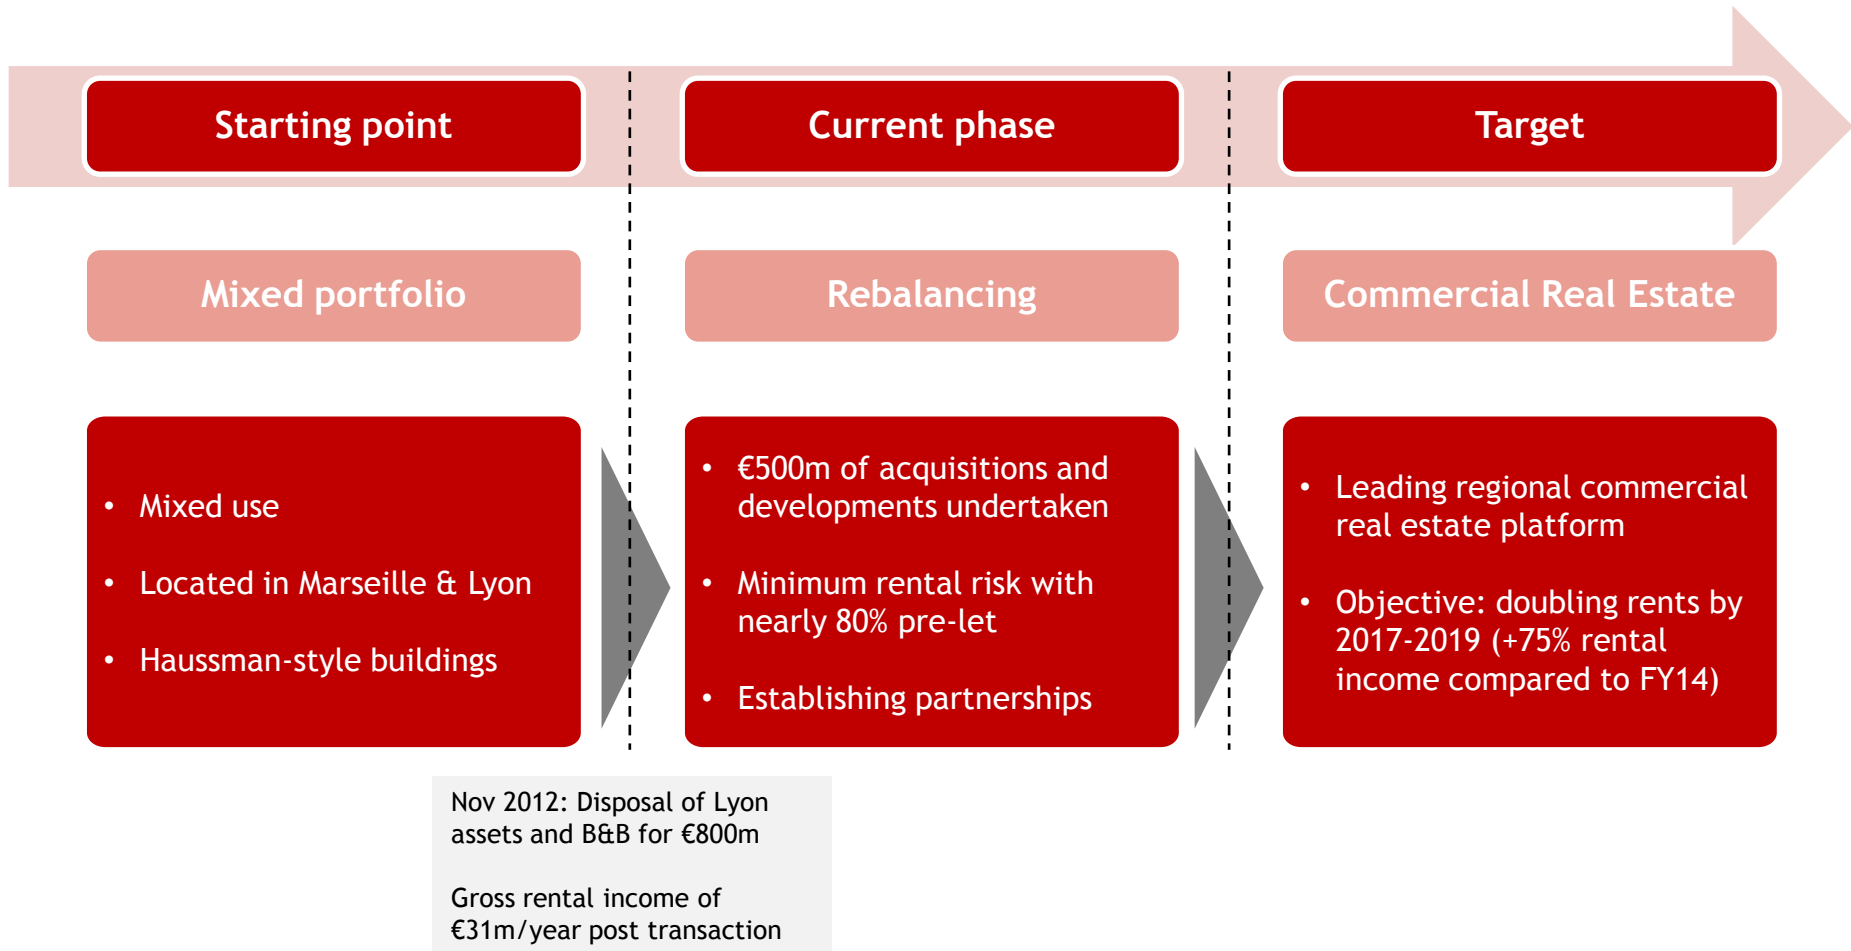 Starting point
Current phase
Target
Mixed portfolio
Rebalancing
Commercial Real Estate
• Mixed use
• Located in Marseille & Lyon
• Haussman-style buildings
• €500m of acquisitions and
developments undertaken
• Minimum rental risk with
nearly 80% pre-let
• Establishing partnerships
• Leading regional commercial
real estate platform
• Objective: doubling rents by
2017-2019 (+75% rental
income compared to FY14)
Nov 2012: Disposal of Lyon
assets and B&B for €800m
Gross rental income of
€31m/year post transaction